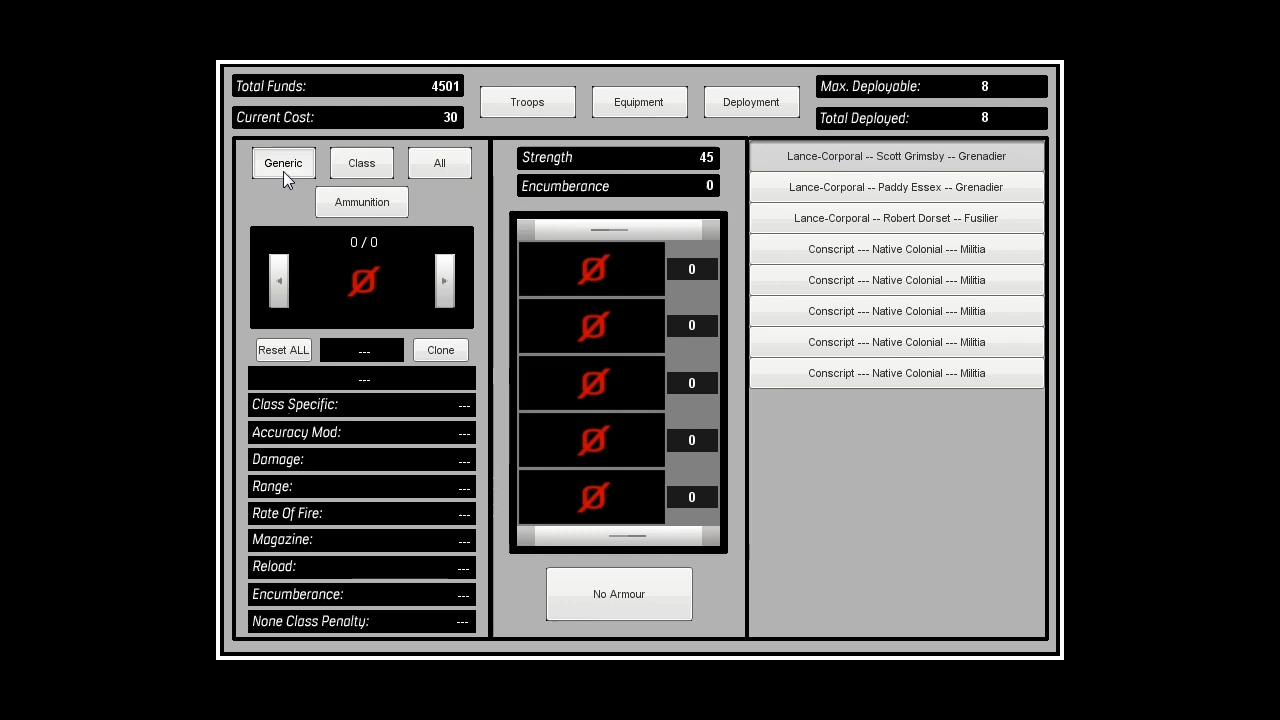 Total Funds: 4501
Current Cost: 30
Troops
Equipment
Deployment
Max. Deployable: 8
Total Deployed: 8
Generic
Class
All
Ammunition
0 / 0
Ø
Reset ALL
---
Clone
---
Class Specific: ---
Accuracy Mod: ---
Damage: ---
Range: ---
Rate Of Fire: ---
Magazine: ---
Reload: ---
Encumberance: ---
None Class Penalty: ---
Strength 45
Encumberance 0
Ø 0
Ø 0
Ø 0
Ø 0
Ø 0
No Armour
Lance-Corporal -- Scott Grimsby -- Grenadier
Lance-Corporal -- Paddy Essex -- Grenadier
Lance-Corporal -- Robert Dorset -- Fusilier
Conscript --- Native Colonial --- Militia
Conscript --- Native Colonial --- Militia
Conscript --- Native Colonial --- Militia
Conscript --- Native Colonial --- Militia
Conscript --- Native Colonial --- Militia